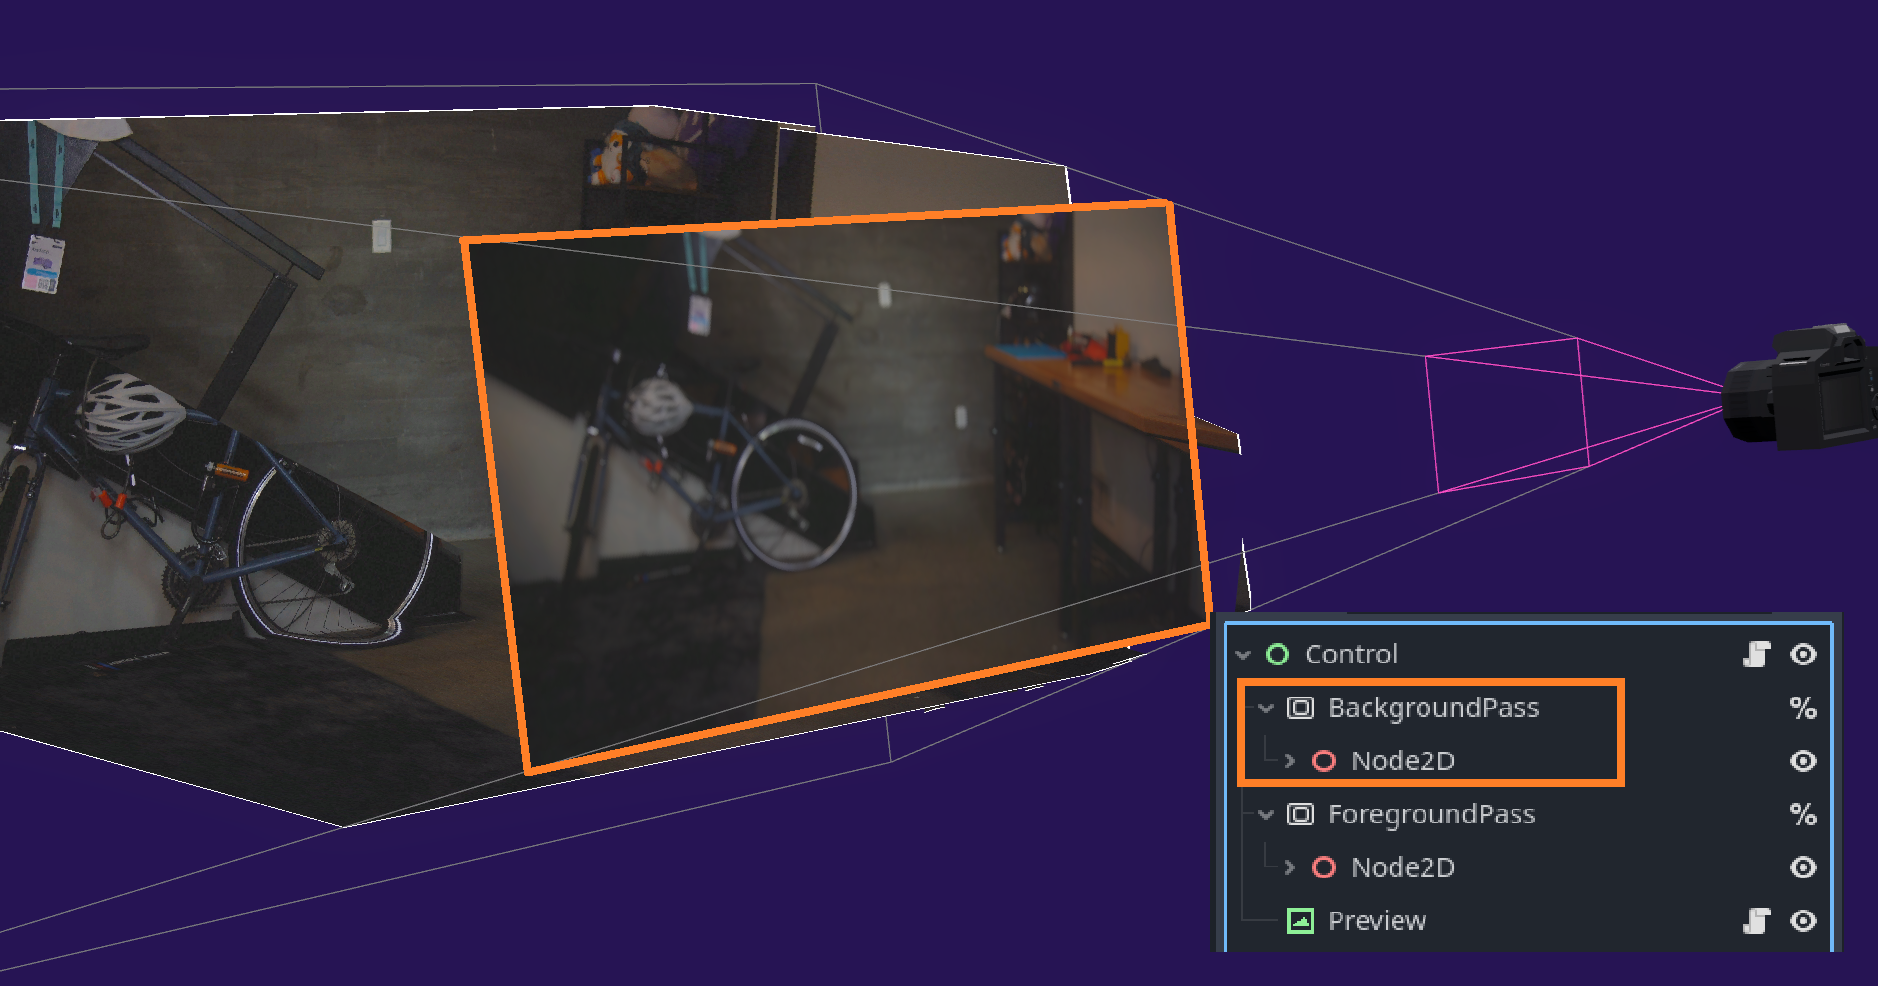 Control
BackgroundPass
Node2D
ForegroundPass
Node2D
Preview